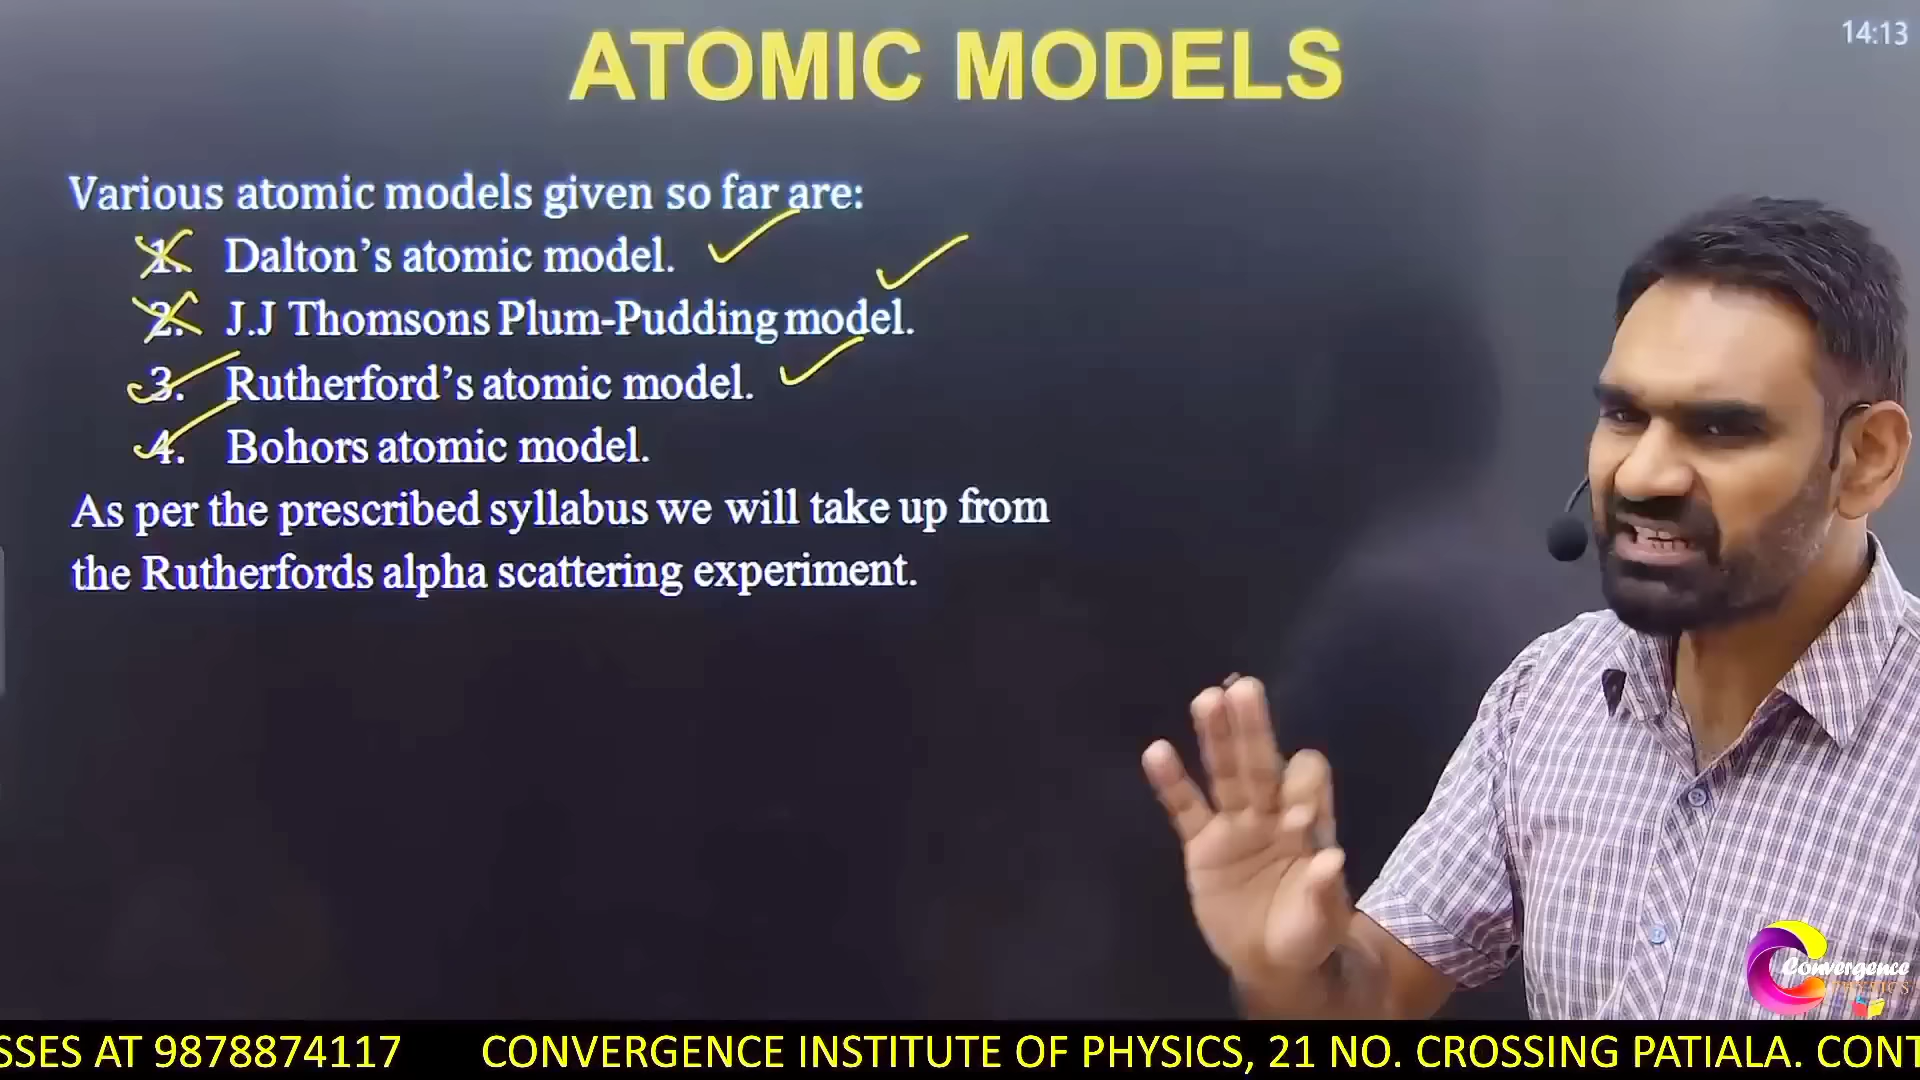 ATOMIC MODELS
14:13
Various atomic models given so far are:
1. Dalton’s atomic model.
2. J.J Thomsons Plum-Pudding model.
3. Rutherford’s atomic model.
4. Bohors atomic model.
As per the prescribed syllabus we will take up from
the Rutherfords alpha scattering experiment.
Convergence
PHYSICS
SSES AT 9878874117 CONVERGENCE INSTITUTE OF PHYSICS, 21 NO. CROSSING PATIALA. CONT